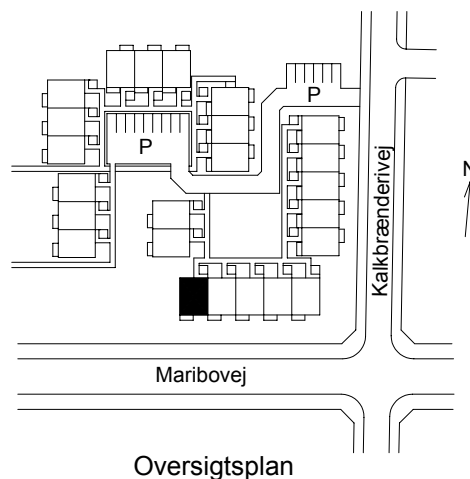 P
P
N
Kalkbrænderivej
Maribovej
Oversigtsplan